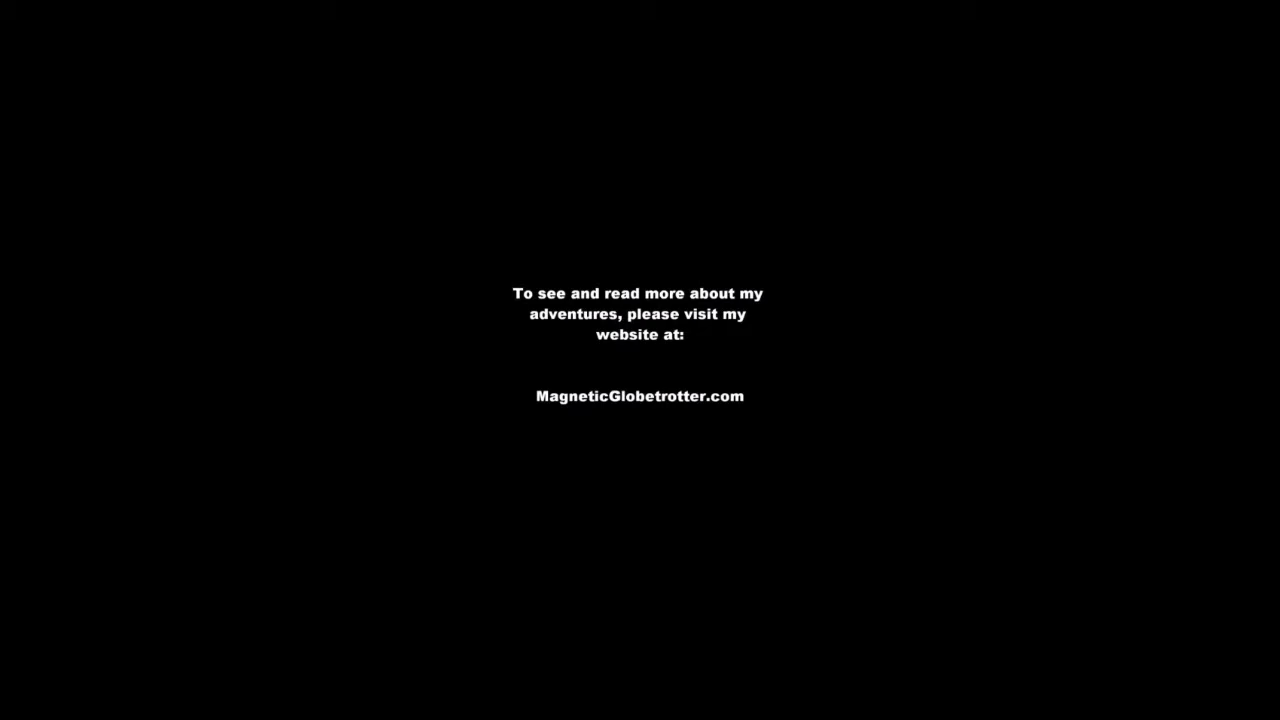 To see and read more about my
adventures, please visit my
website at:
MagneticGlobetrotter.com